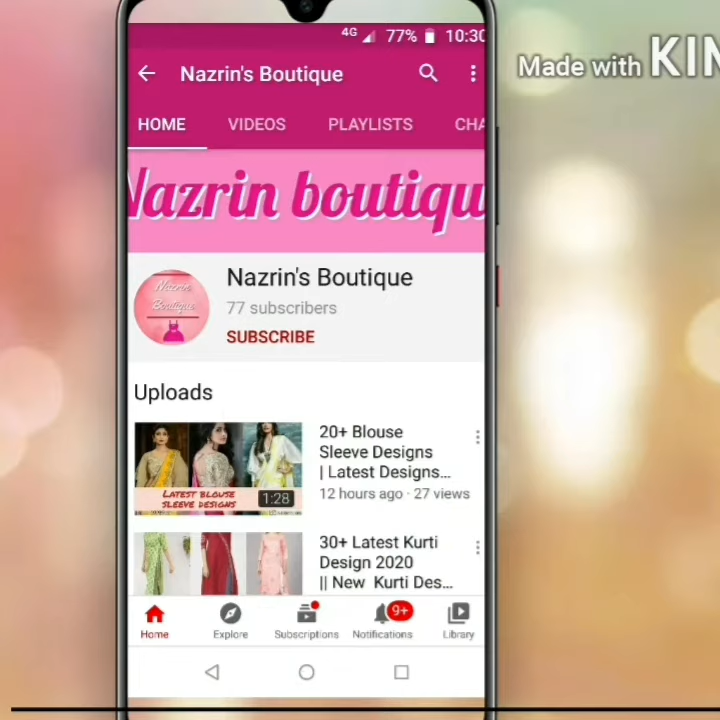 4G 77% 10:30
Made with KIN
Nazrin's Boutique
HOME VIDEOS PLAYLISTS CHA
Nazrin boutiqu
Nazrin
Boutique
Nazrin's Boutique
77 subscribers
SUBSCRIBE
Uploads
20+ Blouse
Sleeve Designs
| Latest Designs...
12 hours ago · 27 views
LATEST BLOUSE
SLEEVE DESIGNS
1:28
30+ Latest Kurti
Design 2020
|| New Kurti Des...
Home Explore Subscriptions Notifications Library
9+